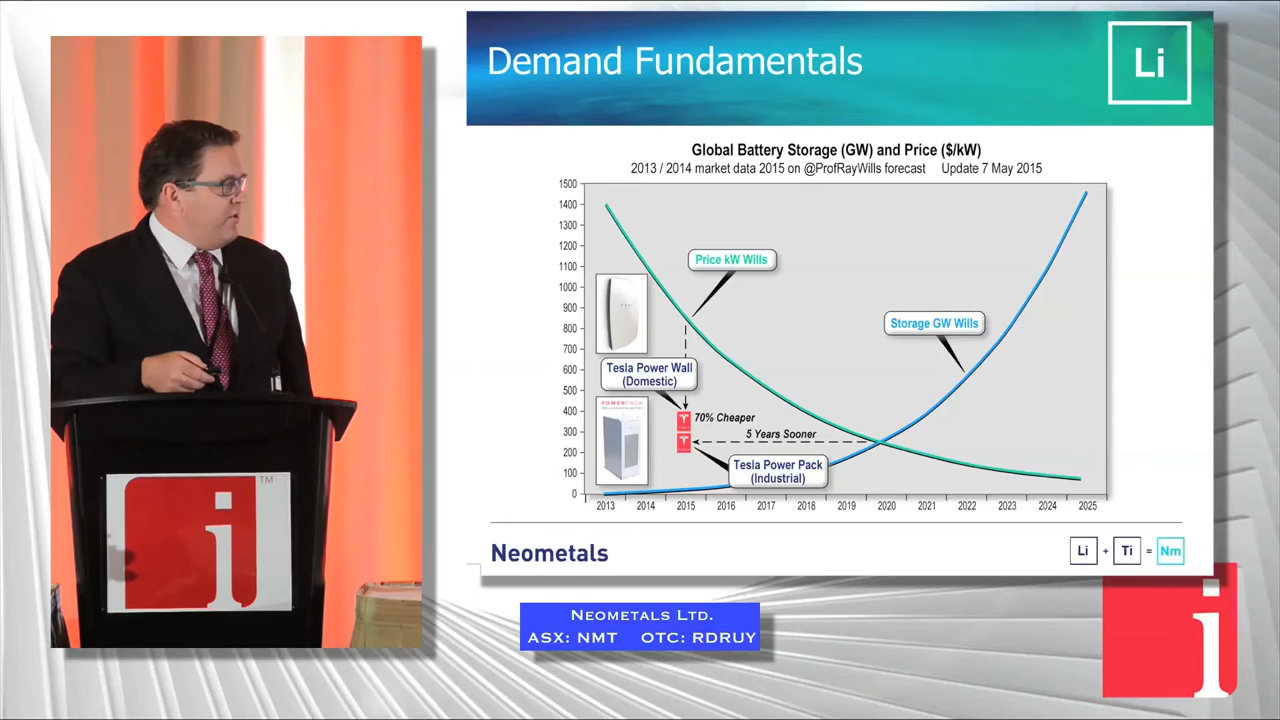 Demand Fundamentals
Li
Global Battery Storage (GW) and Price ($/kW)
2013 / 2014 market data 2015 on @ProfRayWills forecast Update 7 May 2015
1500
1400
1300
1200
1100
1000
900
800
700
600
500
400
300
200
100
0
Price kW Wills
Storage GW Wills
Tesla Power Wall
(Domestic)
POWERPACK
70% Cheaper
5 Years Sooner
Tesla Power Pack
(Industrial)
2013 2014 2015 2016 2017 2018 2019 2020 2021 2022 2023 2024 2025
Neometals
Li + Ti = Nm
i TM
Neometals Ltd.
ASX: NMT OTC: RDRUY
i